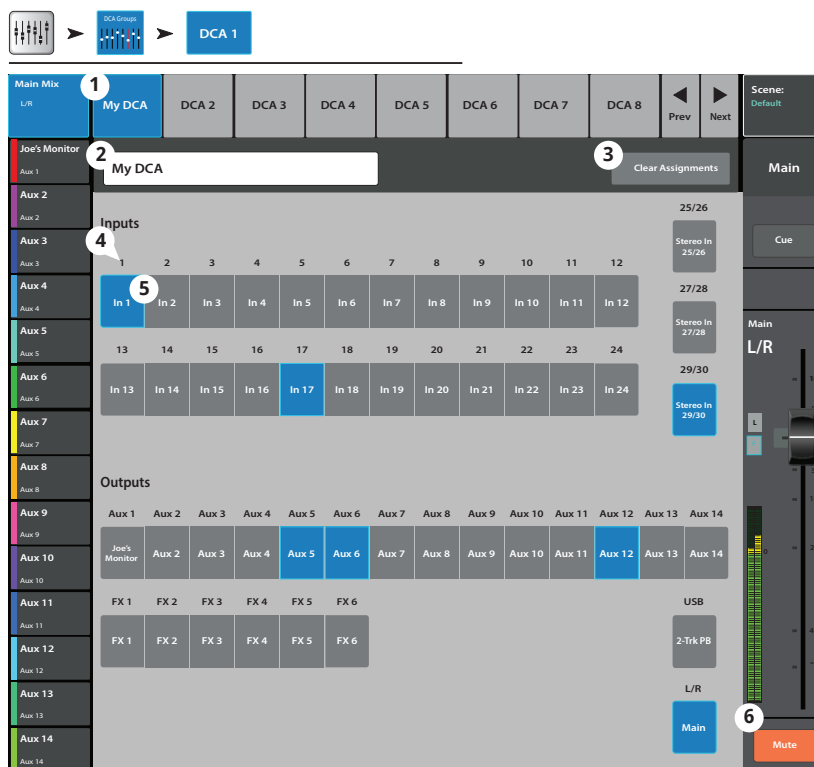 DCA Groups
DCA 1
Main Mix
L/R
1
My DCA
DCA 2
DCA 3
DCA 4
DCA 5
DCA 6
DCA 7
DCA 8
Prev
Next
Scene:
Default
Joe's Monitor
Aux 1
Aux 2
Aux 2
Aux 3
Aux 3
Aux 4
Aux 4
Aux 5
Aux 5
Aux 6
Aux 6
Aux 7
Aux 7
Aux 8
Aux 8
Aux 9
Aux 9
Aux 10
Aux 10
Aux 11
Aux 11
Aux 12
Aux 12
Aux 13
Aux 13
Aux 14
Aux 14
2
My DCA
3
Clear Assignments
Inputs
4
1 2 3 4 5 6 7 8 9 10 11 12
5
In 1 In 2 In 3 In 4 In 5 In 6 In 7 In 8 In 9 In 10 In 11 In 12
13 14 15 16 17 18 19 20 21 22 23 24
In 13 In 14 In 15 In 16 In 17 In 18 In 19 In 20 In 21 In 22 In 23 In 24
25/26
Stereo In
25/26
27/28
Stereo In
27/28
29/30
Stereo In
29/30
Outputs
Aux 1 Aux 2 Aux 3 Aux 4 Aux 5 Aux 6 Aux 7 Aux 8 Aux 9 Aux 10 Aux 11 Aux 12 Aux 13 Aux 14
Joe's
Monitor
Aux 2 Aux 3 Aux 4 Aux 5 Aux 6 Aux 7 Aux 8 Aux 9 Aux 10 Aux 11 Aux 12 Aux 13 Aux 14
FX 1 FX 2 FX 3 FX 4 FX 5 FX 6
FX 1 FX 2 FX 3 FX 4 FX 5 FX 6
USB
2-Trk PB
L/R
Main
Main
Cue
Main
L/R
L
0
6
Mute